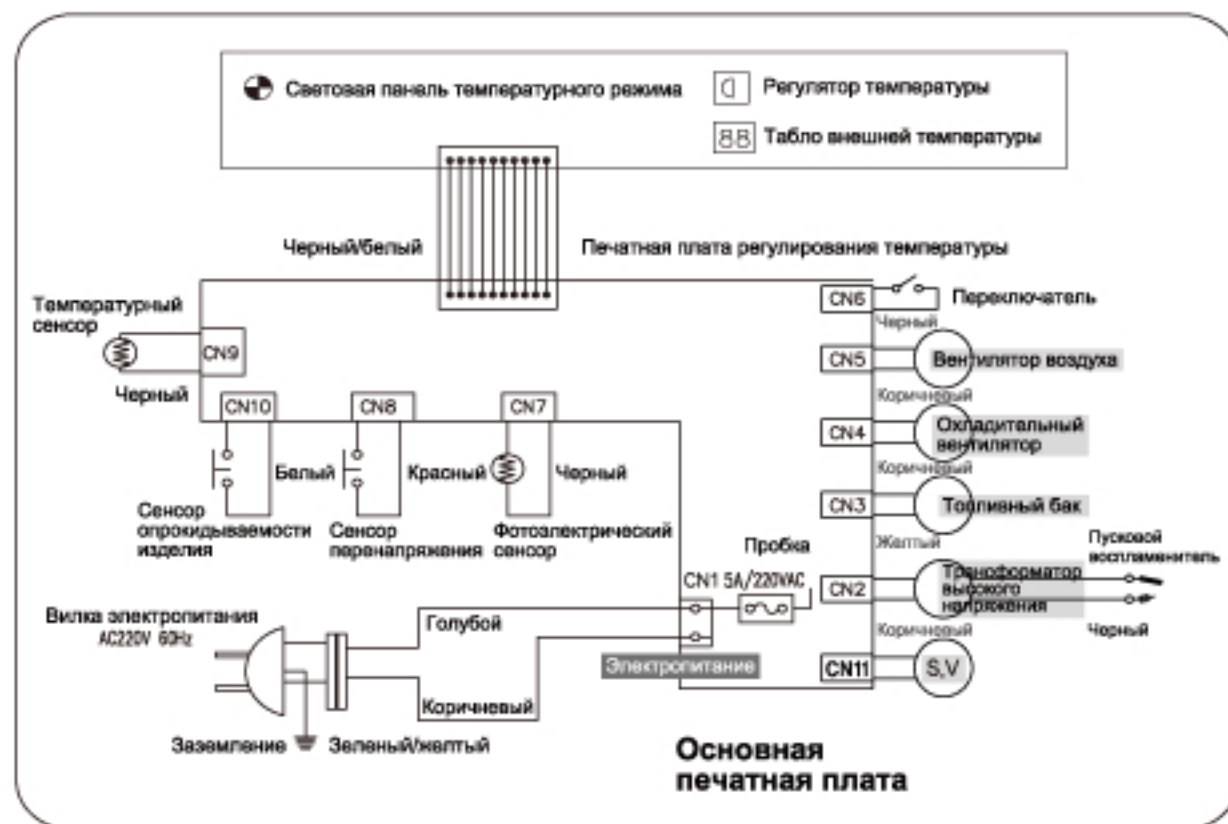 Световая панель температурного режима
Регулятор температуры
88 Табло внешней температуры
Черный/белый
Печатная плата регулирования температуры
Температурный
сенсор
CN9
Черный
CN10
CN8
CN7
Белый
Красный
Черный
Сенсор
опрокидываемости
изделия
Сенсор
перенапряжения
Фотоэлектрический
сенсор
CN6
Переключатель
Черный
CN5
Вентилятор воздуха
Коричневый
CN4
Охладительный
вентилятор
Коричневый
CN3
Топливный бак
Желтый
Пусковой
воспламенитель
Пробка
CN1 5A/220VAC
CN2
Трансформатор
высокого
напряжения
Черный
Коричневый
CN11
S,V
Вилка электропитания
AC220V 60Hz
Голубой
Электропитание
Коричневый
Заземление
Зеленый/желтый
Основная
печатная плата